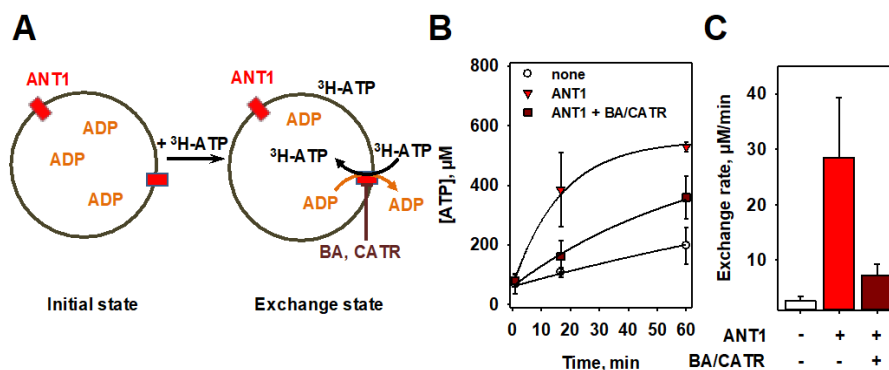 A
ANT1
ADP
ADP
ADP
+ ³H-ATP
Initial state
ANT1
³H-ATP
ADP
³H-ATP
³H-ATP
ADP
ADP
BA, CATR
Exchange state
B
[ATP], µM
800
600
400
200
0
none
ANT1
ANT1 + BA/CATR
0
10
20
30
40
50
60
Time, min
C
Exchange rate, µM/min
40
30
20
10
ANT1 - + +
BA/CATR - - +